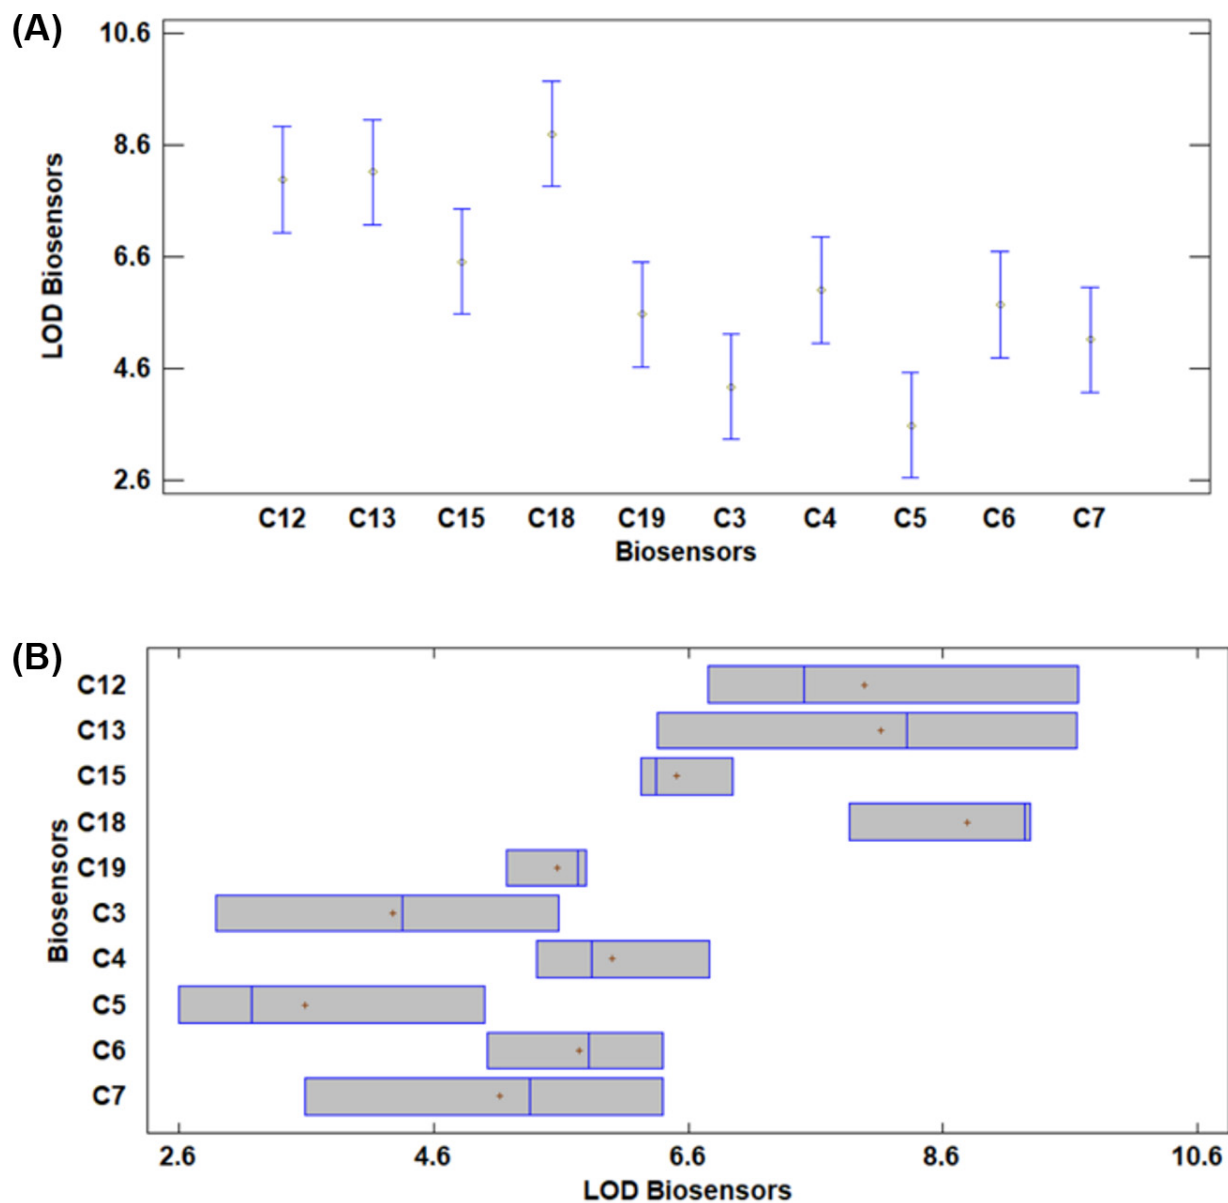 (A)
10.6
8.6
6.6
4.6
2.6
LOD Biosensors
C12 C13 C15 C18 C19 C3 C4 C5 C6 C7
Biosensors
(B)
Biosensors
C12
C13
C15
C18
C19
C3
C4
C5
C6
C7
2.6 4.6 6.6 8.6 10.6
LOD Biosensors